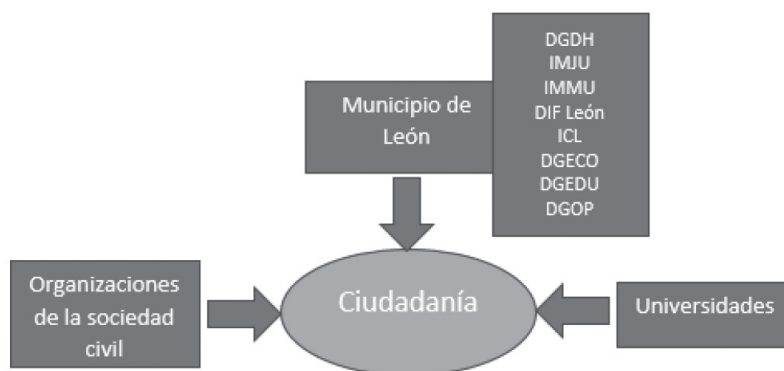 DGDH
IMJU
IMMU
DIF León
ICL
DGECO
DGEDU
DGOP
Municipio de
León
Organizaciones
de la sociedad
civil
Ciudadanía
Universidades